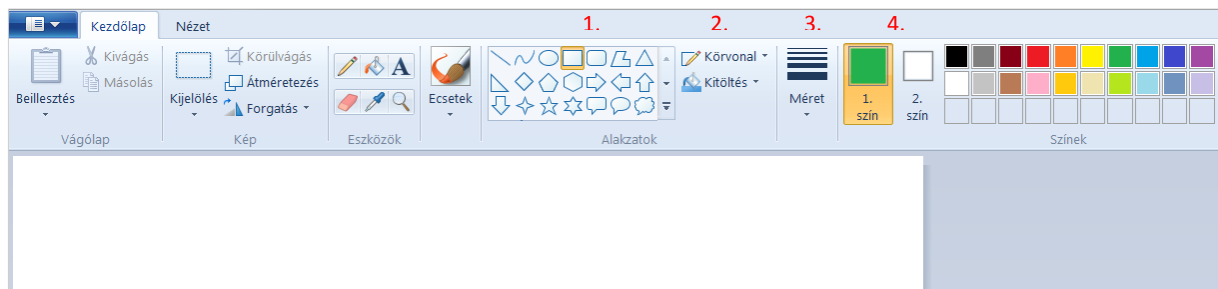 Kezdőlap Nézet 1. 2. 3. 4.
Beillesztés
Kivágás
Másolás
Vágólap
Kijelölés
Körülvágás
Átméretezés
Forgatás
Kép
A
Eszközök
Ecsetek
Alakzatok
Körvonal
Kitöltés
Méret
1.
szín
2.
szín
Színek